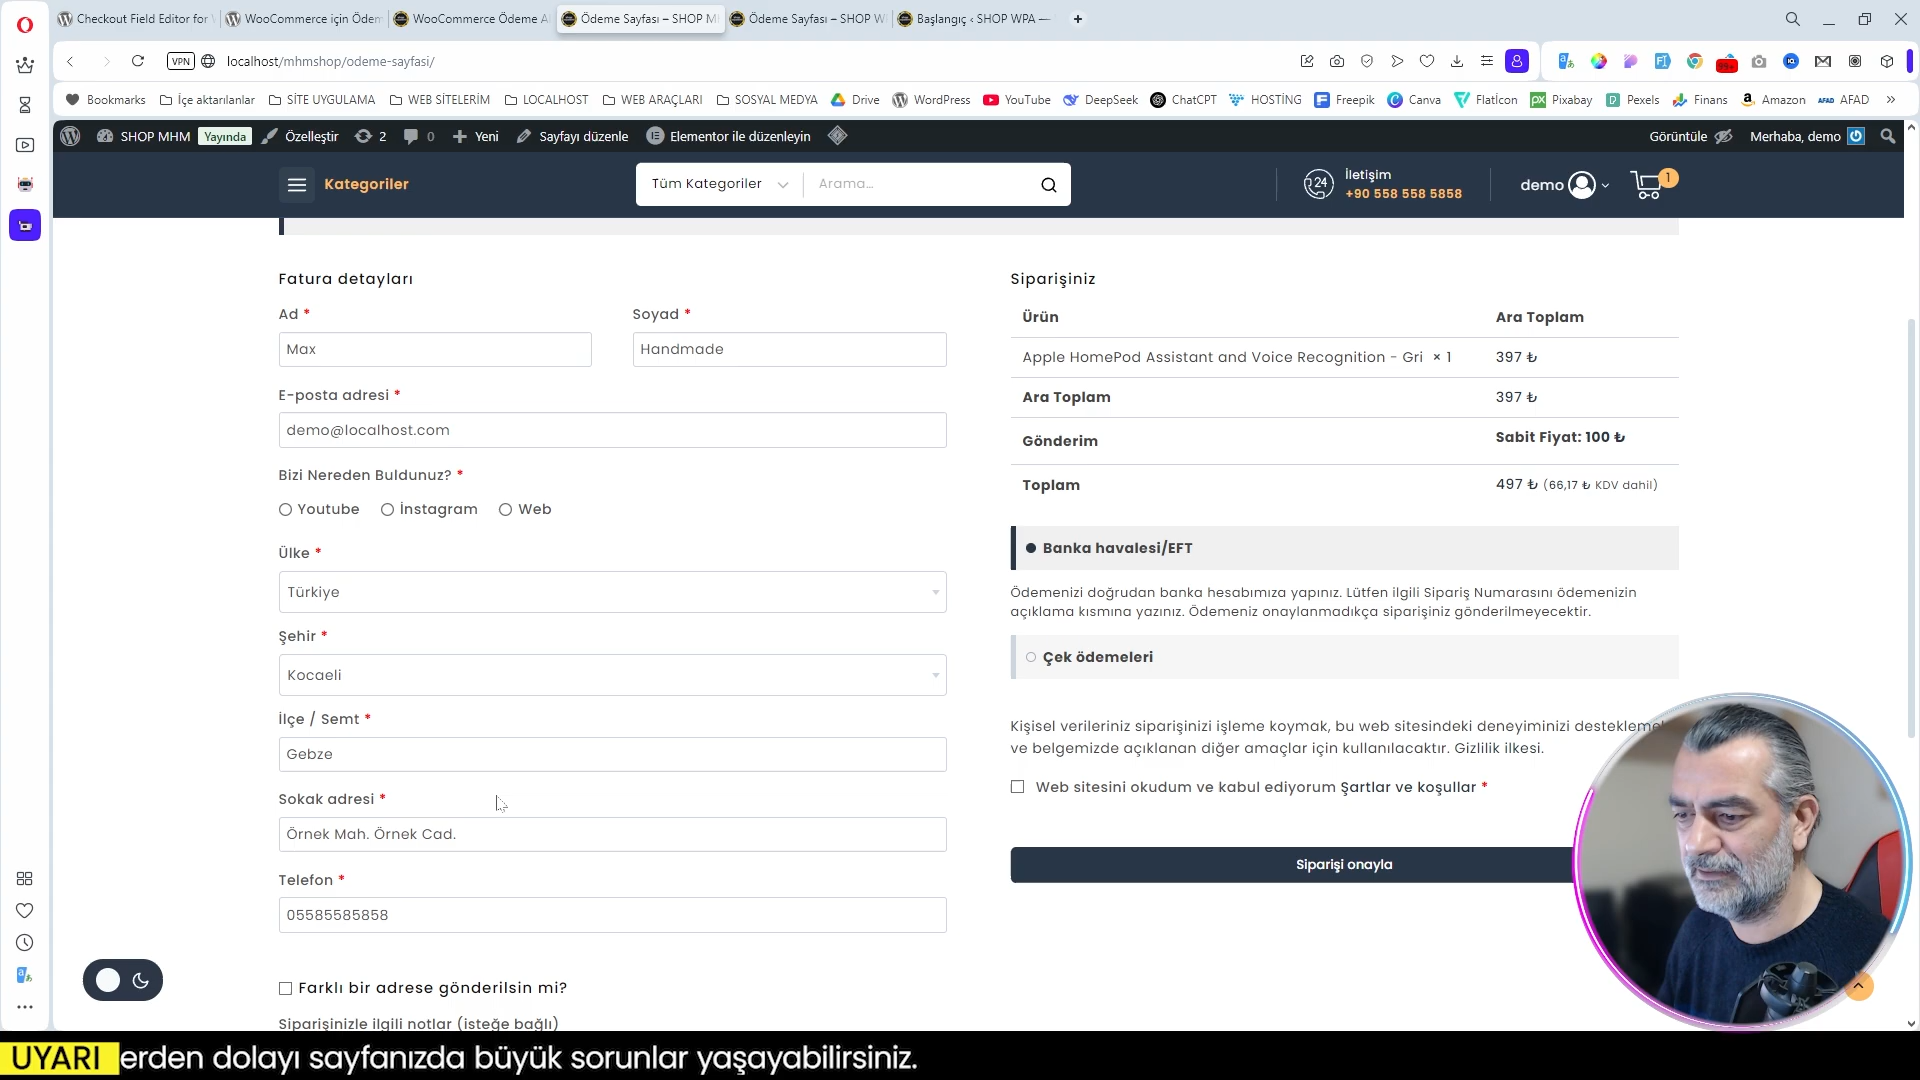 Checkout Field Editor for
WooCommerce için Ödem
WooCommerce Ödeme A
Ödeme Sayfası – SHOP M
Ödeme Sayfası – SHOP W
Başlangıç ‹ SHOP WPA —
VPN
localhost/mhmshop/odeme-sayfasi/
Bookmarks
İçe aktarılanlar
SİTE UYGULAMA
WEB SİTELERİM
LOCALHOST
WEB ARAÇLARI
SOSYAL MEDYA
Drive
WordPress
YouTube
DeepSeek
ChatCPT
HOSTİNG
Freepik
Canva
Flatİcon
Pixabay
Pexels
Finans
Amazon
AFAD
SHOP MHM
Yayında
Özelleştir
2
0
Yeni
Sayfayı düzenle
Elementor ile düzenleyin
Görüntüle
Merhaba, demo
Kategoriler
Tüm Kategoriler
Arama...
24
İletişim
+90 558 558 5858
demo
1
Fatura detayları
Ad *
Soyad *
Max
Handmade
E-posta adresi *
demo@localhost.com
Bizi Nereden Buldunuz? *
Youtube
İnstagram
Web
Ülke *
Türkiye
Şehir *
Kocaeli
İlçe / Semt *
Gebze
Sokak adresi *
Örnek Mah. Örnek Cad.
Telefon *
05585585858
Farklı bir adrese gönderilsin mi?
Siparişinizle ilgili notlar (isteğe bağlı)
Siparişiniz
Ürün
Ara Toplam
Apple HomePod Assistant and Voice Recognition - Gri × 1
397 ₺
Ara Toplam
397 ₺
Gönderim
Sabit Fiyat: 100 ₺
Toplam
497 ₺ (66,17 ₺ KDV dahil)
Banka havalesi/EFT
Ödemenizi doğrudan banka hesabımıza yapınız. Lütfen ilgili Sipariş Numarasını ödemenizin
açıklama kısmına yazınız. Ödemeniz onaylanmadıkça siparişiniz gönderilmeyecektir.
Çek ödemeleri
Kişisel verileriniz siparişinizi işleme koymak, bu web sitesindeki deneyiminizi desteklemek
ve belgemizde açıklanan diğer amaçlar için kullanılacaktır. Gizlilik ilkesi.
Web sitesini okudum ve kabul ediyorum Şartlar ve koşullar *
Siparişi onayla
UYARI
erden dolayı sayfanızda büyük sorunlar yaşayabilirsiniz.